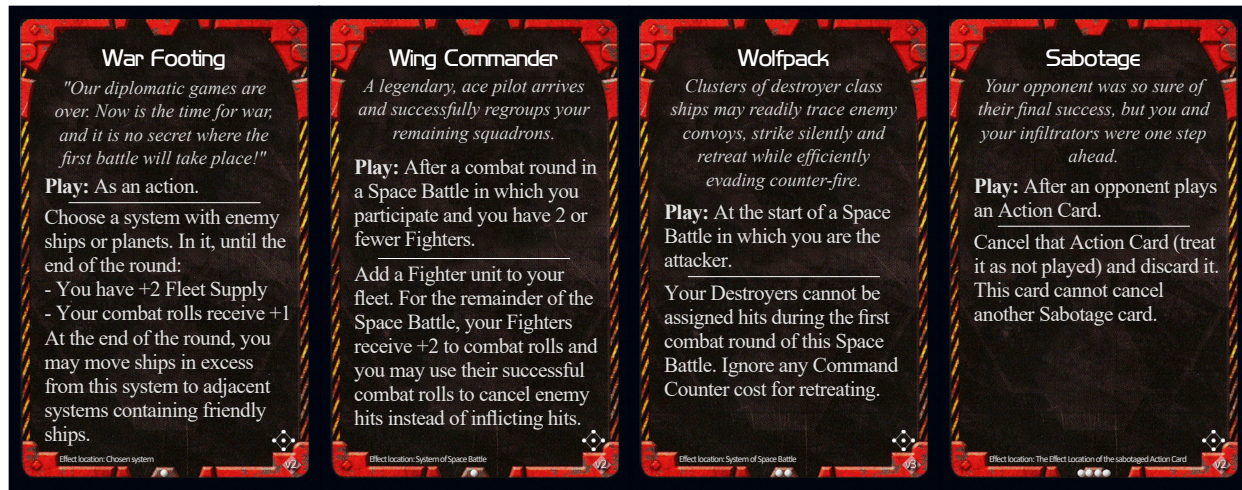 War Footing
"Our diplomatic games are
over. Now is the time for war,
and it is no secret where the
first battle will take place!"
Play: As an action.
Choose a system with enemy
ships or planets. In it, until the
end of the round:
- You have +2 Fleet Supply
- Your combat rolls receive +1
At the end of the round, you
may move ships in excess
from this system to adjacent
systems containing friendly
ships.
Effect location: Chosen system
v2
Wing Commander
A legendary, ace pilot arrives
and successfully regroups your
remaining squadrons.
Play: After a combat round in
a Space Battle in which you
participate and you have 2 or
fewer Fighters.
Add a Fighter unit to your
fleet. For the remainder of the
Space Battle, your Fighters
receive +2 to combat rolls and
you may use their successful
combat rolls to cancel enemy
hits instead of inflicting hits.
Effect location: System of Space Battle
v2
Wolfpack
Clusters of destroyer class
ships may readily trace enemy
convoys, strike silently and
retreat while efficiently
evading counter-fire.
Play: At the start of a Space
Battle in which you are the
attacker.
Your Destroyers cannot be
assigned hits during the first
combat round of this Space
Battle. Ignore any Command
Counter cost for retreating.
Effect location: System of Space Battle
v3
Sabotage
Your opponent was so sure of
their final success, but you and
your infiltrators were one step
ahead.
Play: After an opponent plays
an Action Card.
Cancel that Action Card (treat
it as not played) and discard it.
This card cannot cancel
another Sabotage card.
Effect location: The Effect Location of the sabotaged Action Card
v2